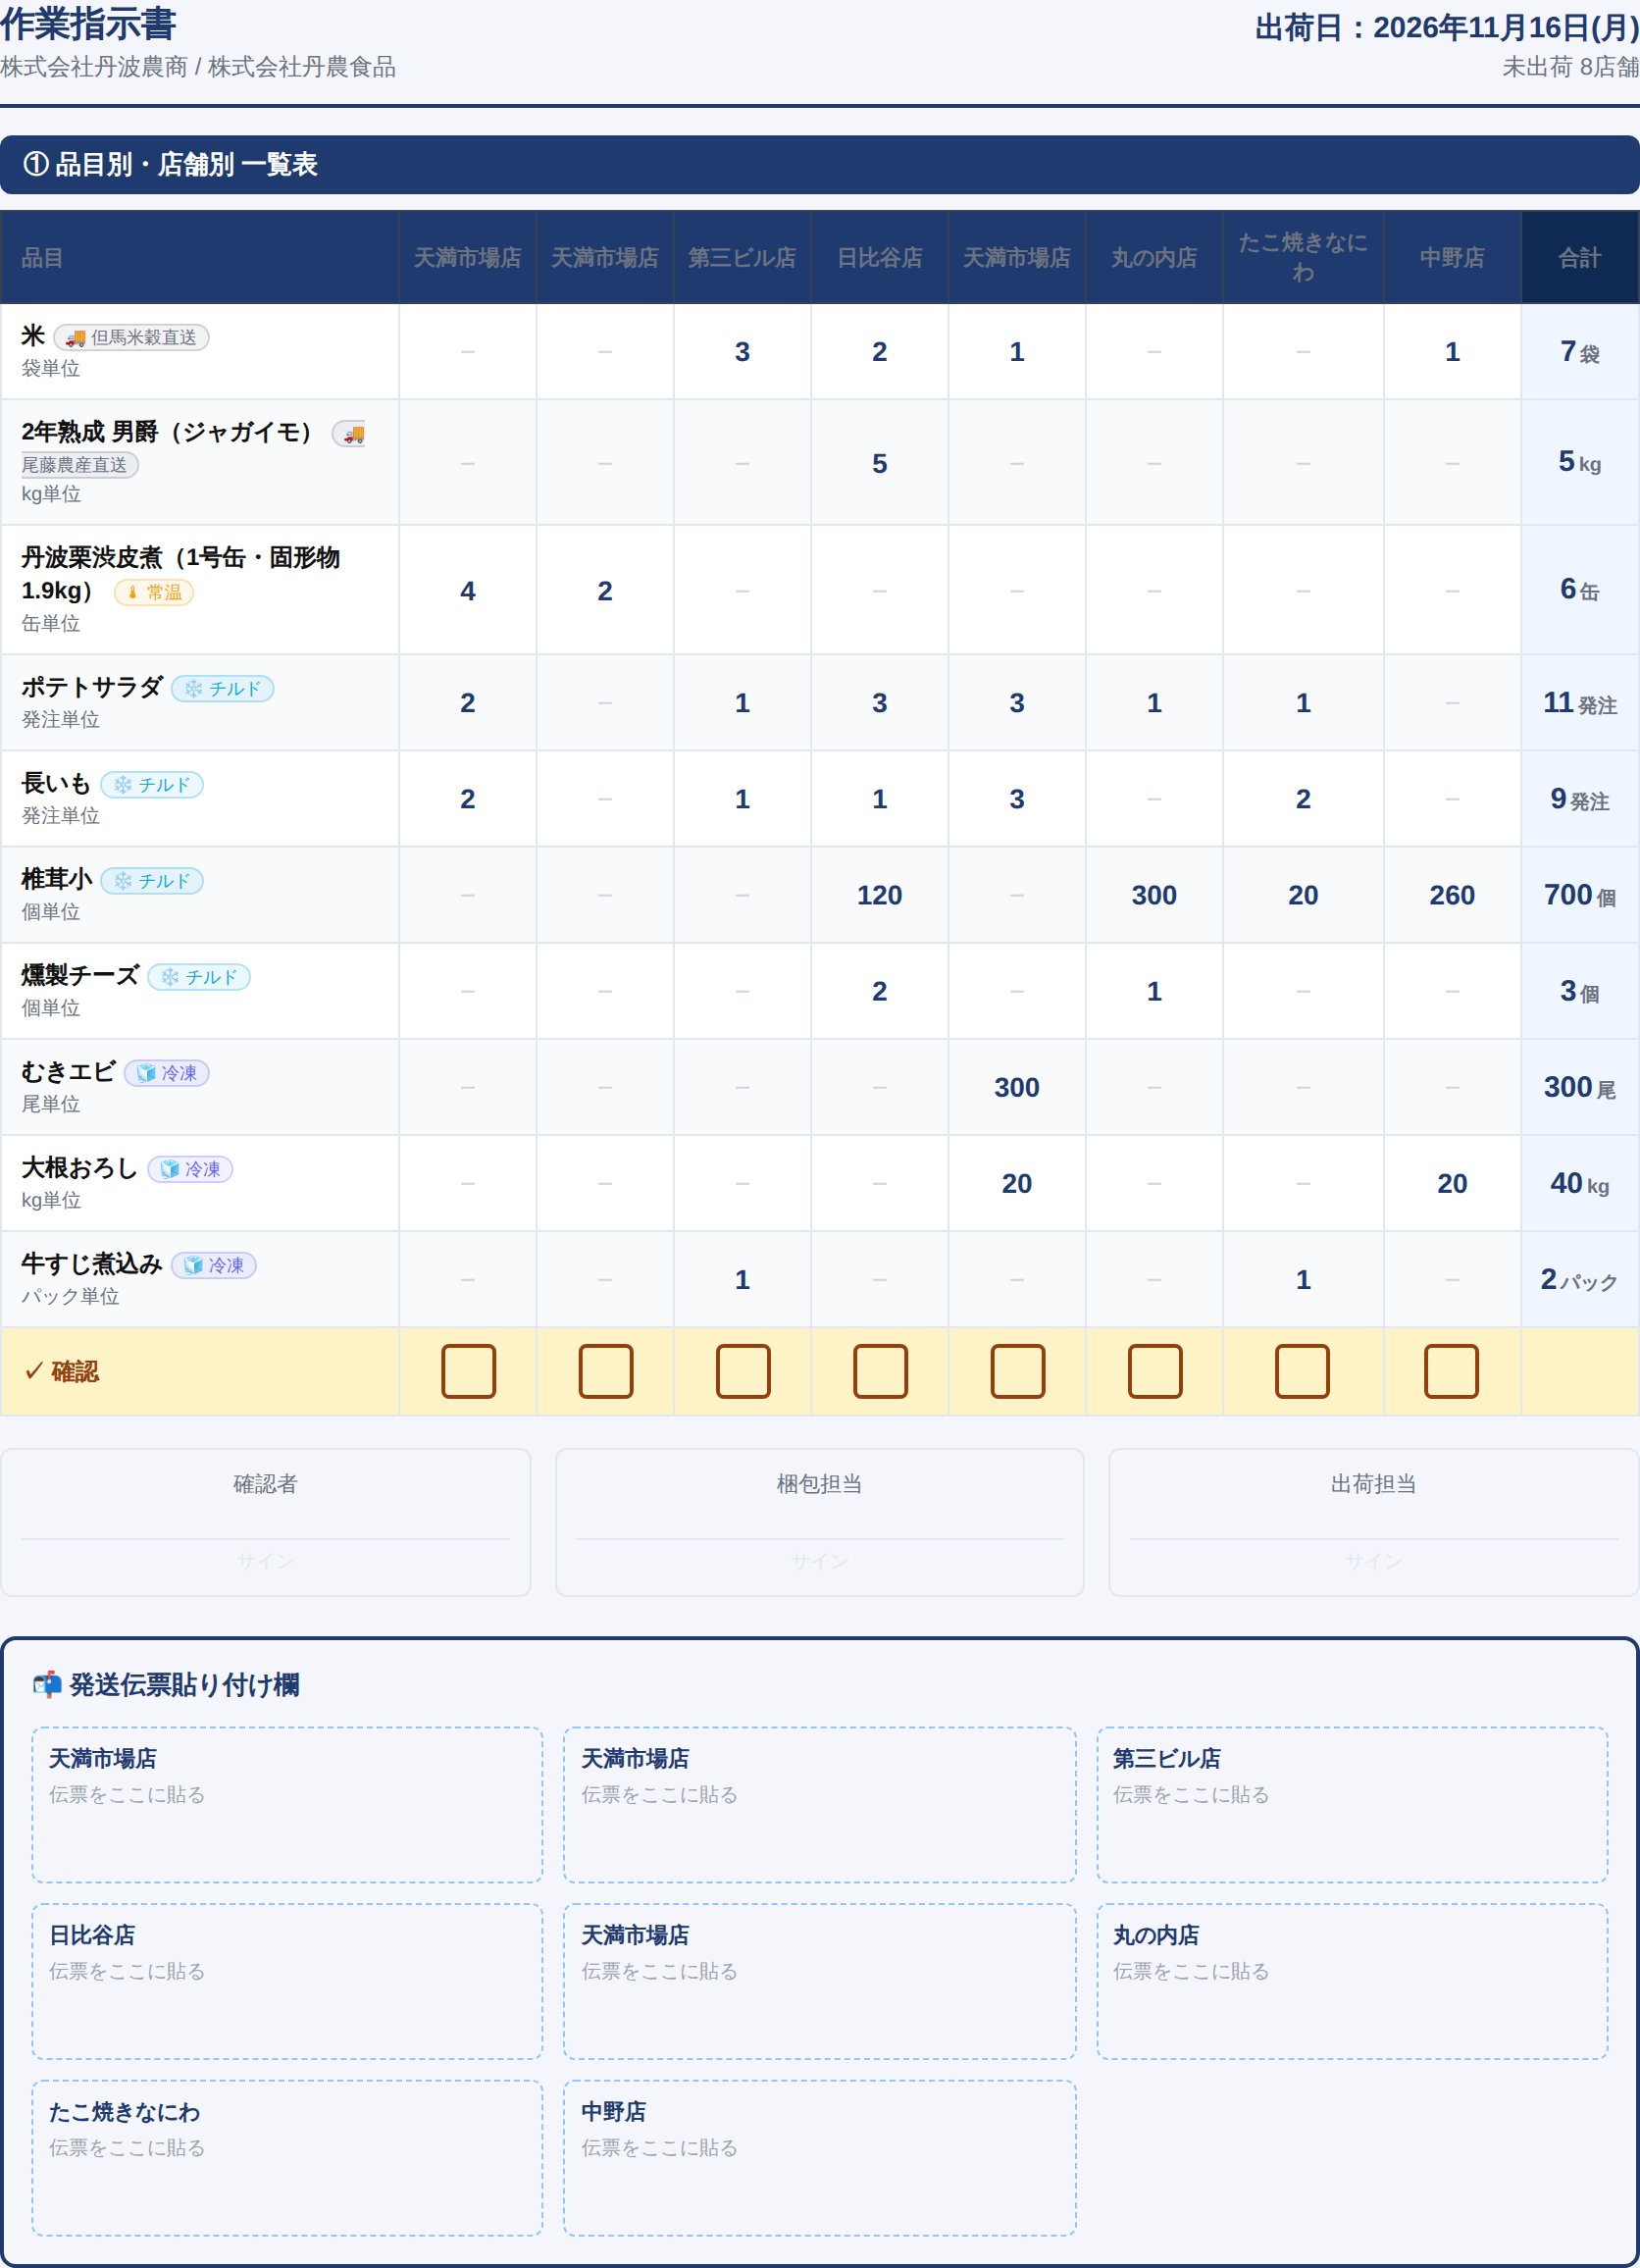 作業指示書
出荷日：2026年11月16日(月)
株式会社丹波農商 / 株式会社丹農食品
未出荷 8店舗
① 品目別・店舗別 一覧表
品目 天満市場店 天満市場店 第三ビル店 日比谷店 天満市場店 丸の内店 たこ焼きなにわ 中野店 合計
米 🚚 但馬米穀直送
袋単位
– – 3 2 1 – – 1 7 袋
2年熟成 男爵（ジャガイモ） 🚚
尾藤農産直送
kg単位
– – – 5 – – – – 5 kg
丹波栗渋皮煮（1号缶・固形物
1.9kg） 🌡 常温
缶単位
4 2 – – – – – – 6 缶
ポテトサラダ ❄️ チルド
発注単位
2 – 1 3 3 1 1 – 11 発注
長いも ❄️ チルド
発注単位
2 – 1 1 3 – 2 – 9 発注
椎茸小 ❄️ チルド
個単位
– – – 120 – 300 20 260 700 個
燻製チーズ ❄️ チルド
個単位
– – – 2 – 1 – – 3 個
むきエビ 🧊 冷凍
尾単位
– – – – 300 – – – 300 尾
大根おろし 🧊 冷凍
kg単位
– – – – 20 – – 20 40 kg
牛すじ煮込み 🧊 冷凍
パック単位
– – 1 – – – 1 – 2 パック
✓ 確認
確認者 梱包担当 出荷担当
サイン サイン サイン
📬 発送伝票貼り付け欄
天満市場店 天満市場店 第三ビル店
伝票をここに貼る 伝票をここに貼る 伝票をここに貼る
日比谷店 天満市場店 丸の内店
伝票をここに貼る 伝票をここに貼る 伝票をここに貼る
たこ焼きなにわ 中野店
伝票をここに貼る 伝票をここに貼る